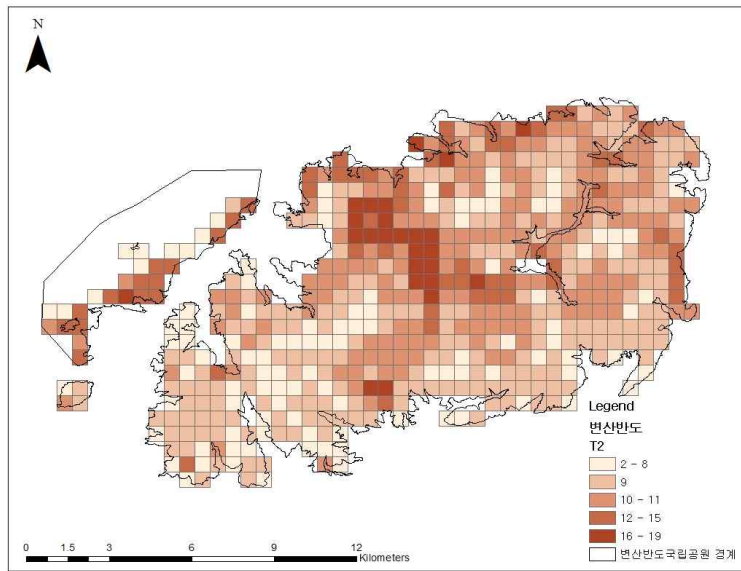 N
Legend
변산반도
T2
2 - 8
9
10 - 11
12 - 15
16 - 19
변산반도국립공원 경계
0 1.5 3 6 9 12
Kilometers